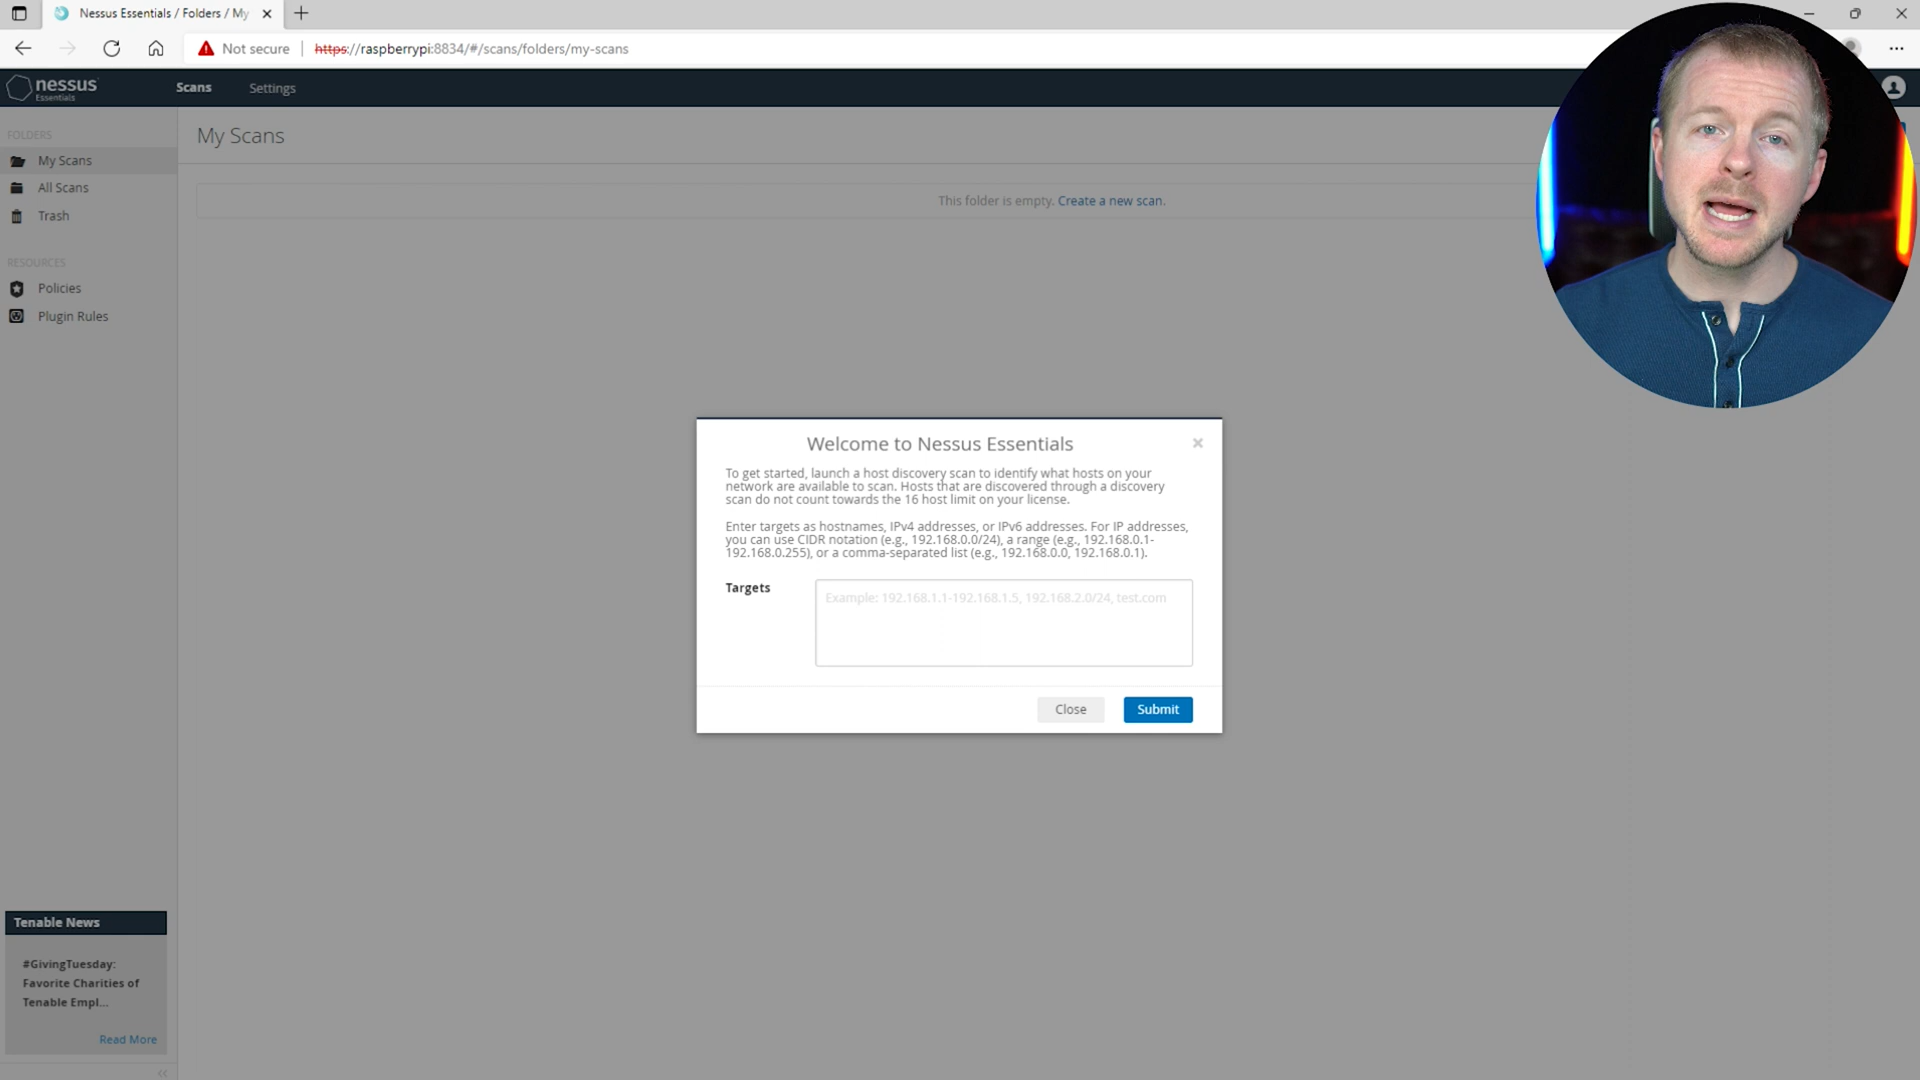 Nessus Essentials / Folders / My
Not secure
https://raspberrypi:8834/#/scans/folders/my-scans
nessus
Essentials
Scans
Settings
FOLDERS
My Scans
All Scans
Trash
RESOURCES
Policies
Plugin Rules
Tenable News
#GivingTuesday:
Favorite Charities of
Tenable Empl...
Read More
My Scans
This folder is empty. Create a new scan.
Welcome to Nessus Essentials
To get started, launch a host discovery scan to identify what hosts on your
network are available to scan. Hosts that are discovered through a discovery
scan do not count towards the 16 host limit on your license.
Enter targets as hostnames, IPv4 addresses, or IPv6 addresses. For IP addresses,
you can use CIDR notation (e.g., 192.168.0.0/24), a range (e.g., 192.168.0.1-
192.168.0.255), or a comma-separated list (e.g., 192.168.0.0, 192.168.0.1).
Targets
Example: 192.168.1.1-192.168.1.5, 192.168.2.0/24, test.com
Close
Submit